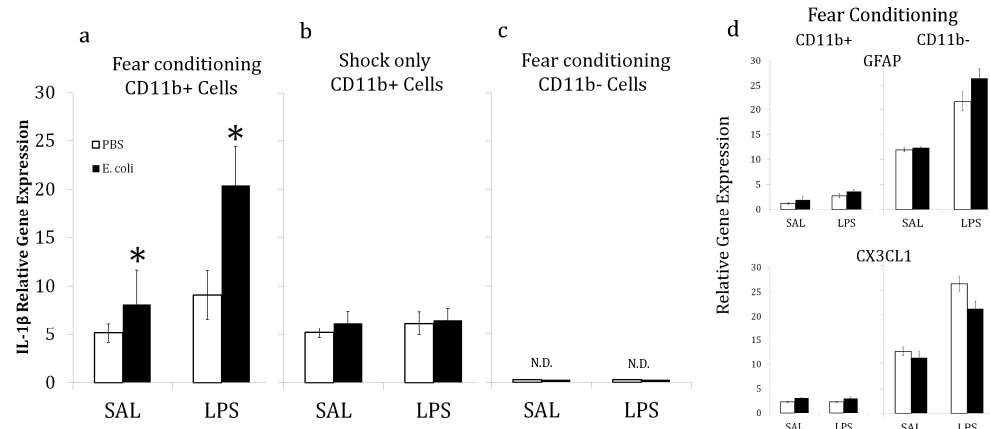 a
Fear conditioning
CD11b+ Cells
IL-1β Relative Gene Expression
30
25
20
15
10
5
0
PBS
E. coli
*
*
SAL
LPS
b
Shock only
CD11b+ Cells
SAL
LPS
c
Fear conditioning
CD11b- Cells
N.D.
N.D.
SAL
LPS
d
Fear Conditioning
CD11b+
CD11b-
GFAP
Relative Gene Expression
30
25
20
15
10
5
0
SAL
LPS
SAL
LPS
CX3CL1
30
25
20
15
10
5
0
SAL
LPS
SAL
LPS